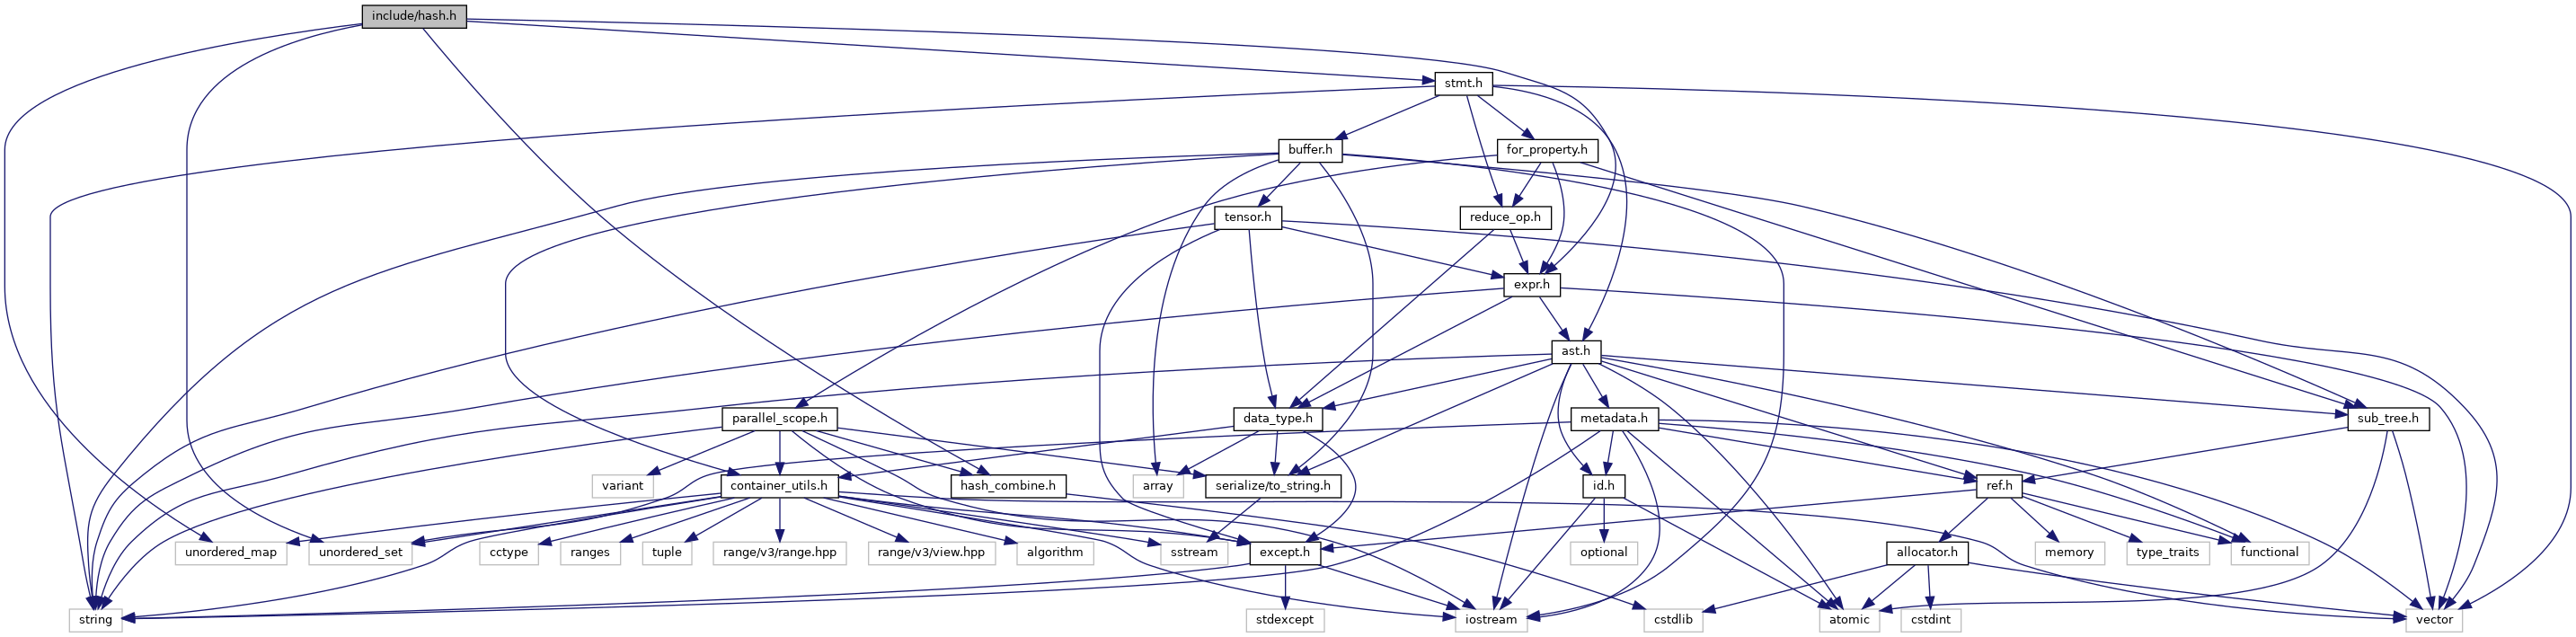 include/hash.h
stmt.h
buffer.h
for_property.h
tensor.h
reduce_op.h
expr.h
ast.h
parallel_scope.h
data_type.h
metadata.h
sub_tree.h
variant
container_utils.h
hash_combine.h
array
serialize/to_string.h
id.h
ref.h
unordered_map
unordered_set
cctype
ranges
tuple
range/v3/range.hpp
range/v3/view.hpp
algorithm
sstream
except.h
optional
allocator.h
memory
type_traits
functional
string
stdexcept
iostream
cstdlib
atomic
cstdint
vector